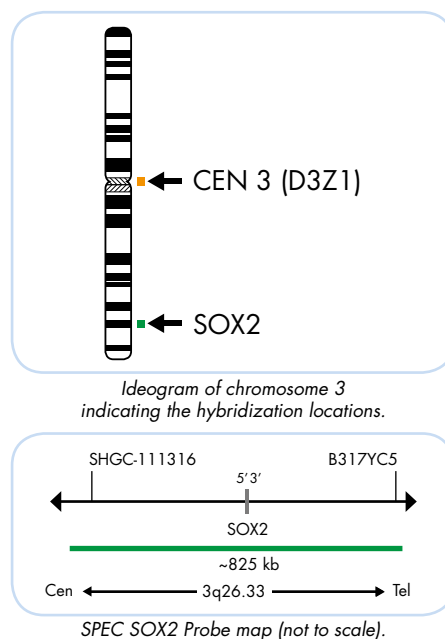 CEN 3 (D3Z1)
SOX2
Ideogram of chromosome 3
indicating the hybridization locations.
SHGC-111316 B317YC5
5'3'
SOX2
~825 kb
Cen 3q26.33 Tel
SPEC SOX2 Probe map (not to scale).